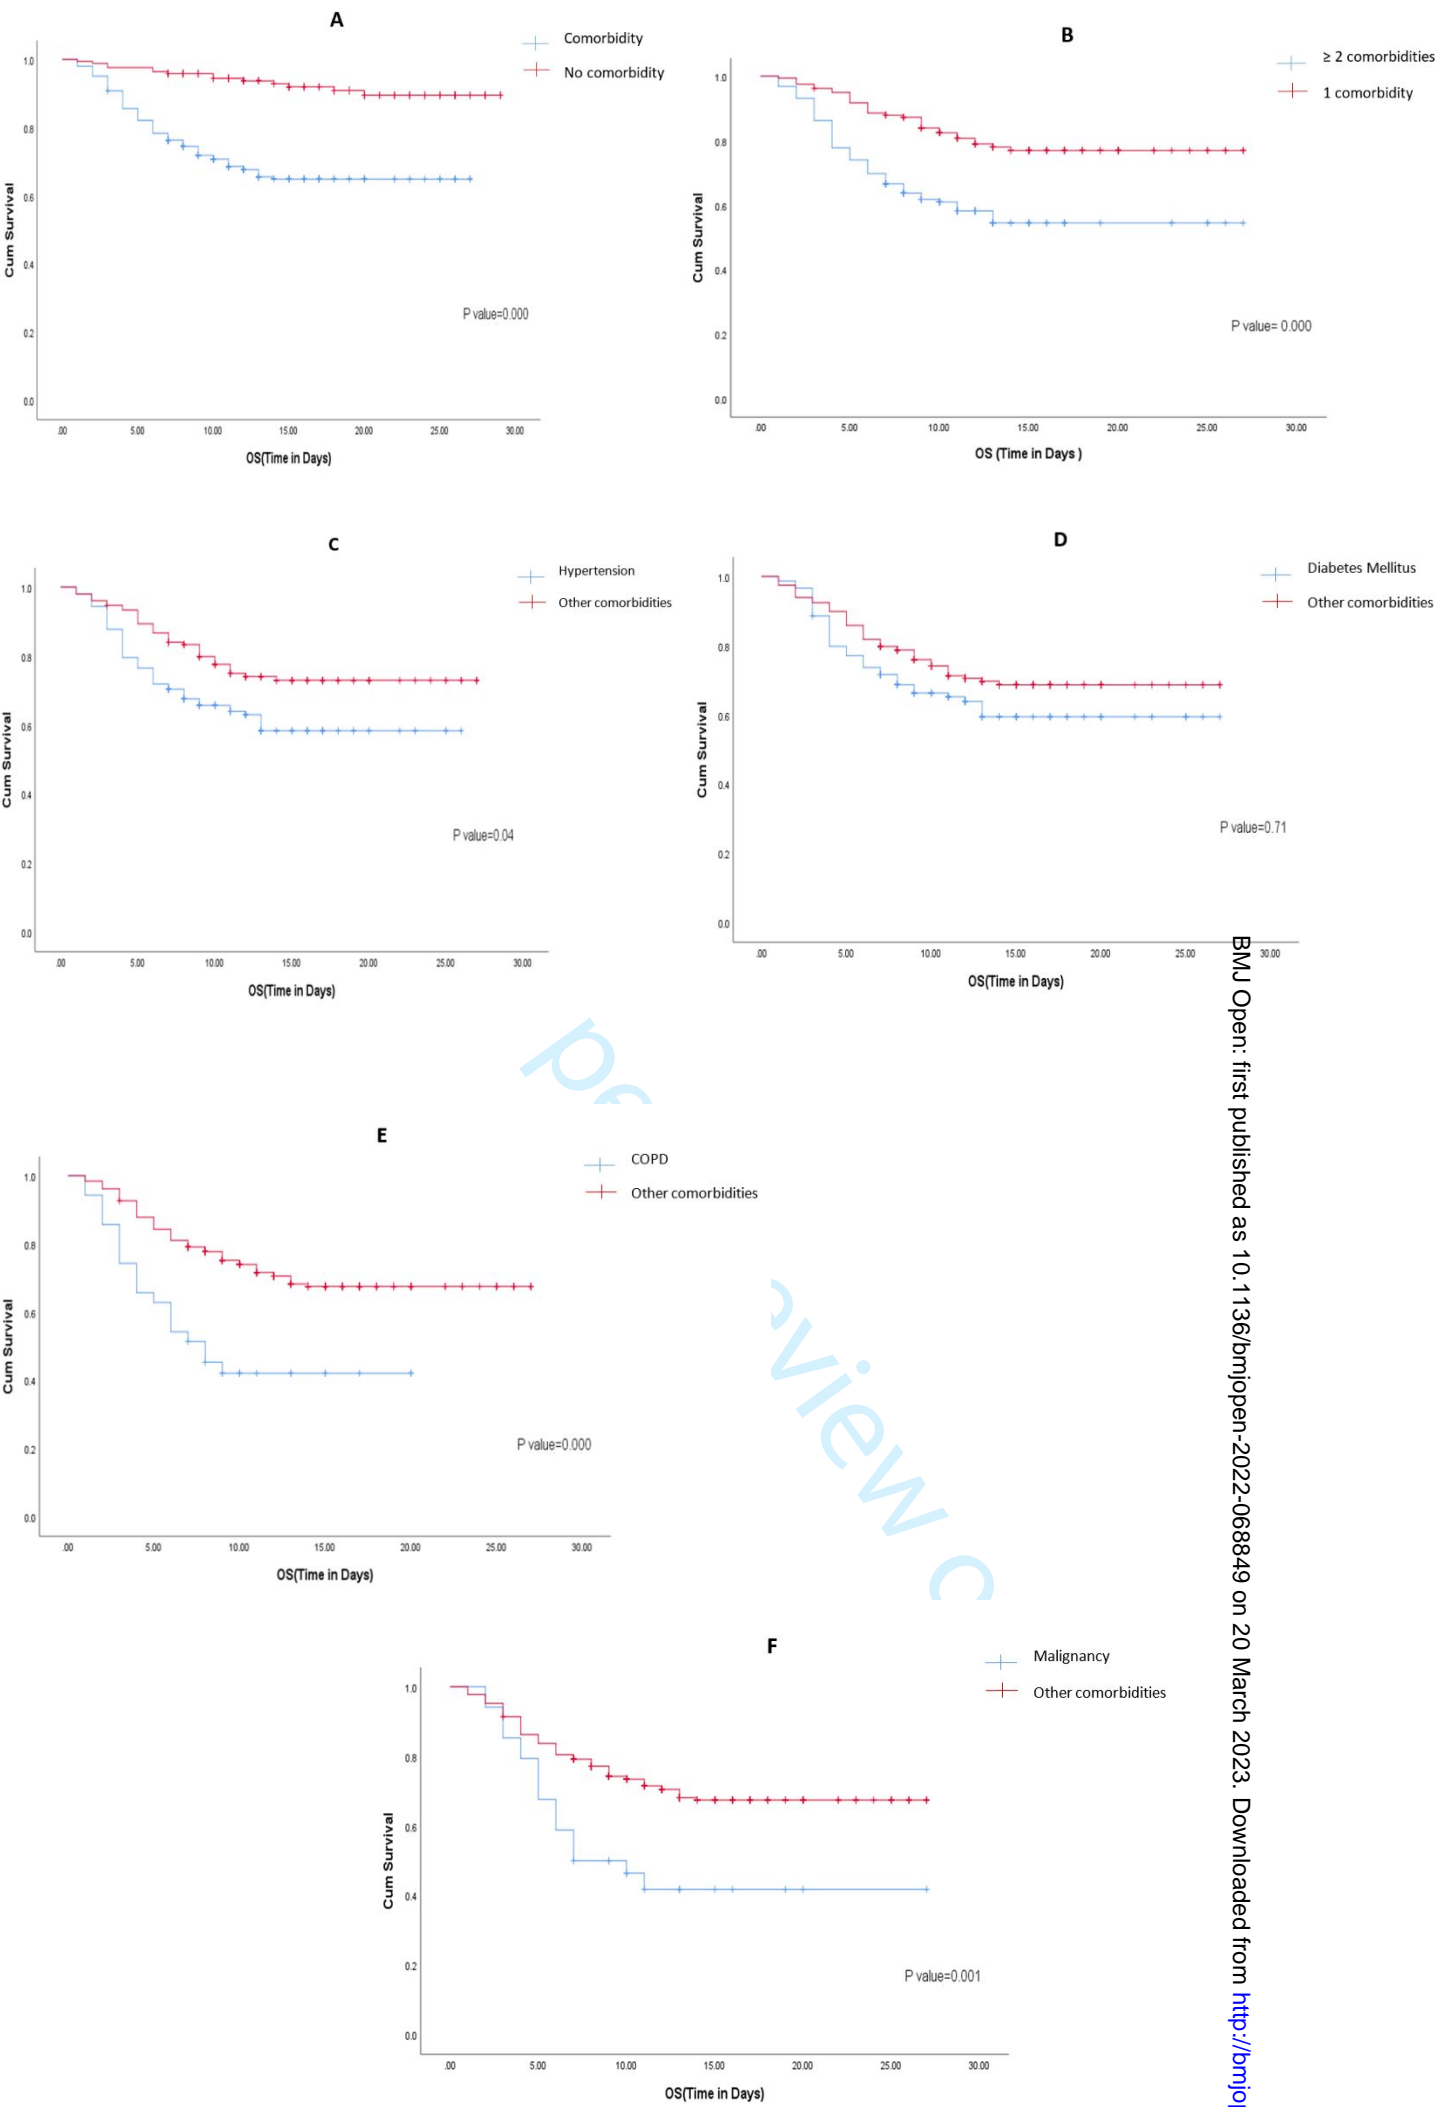 A
Comorbidity
No comorbidity
1.0
0.8
0.6
0.4
0.2
0.0
Cum Survival
P value=0.000
.00 5.00 10.00 15.00 20.00 25.00 30.00
OS(Time in Days)
B
≥ 2 comorbidities
1 comorbidity
1.0
0.8
0.6
0.4
0.2
0.0
Cum Survival
P value= 0.000
.00 5.00 10.00 15.00 20.00 25.00 30.00
OS (Time in Days )
C
Hypertension
Other comorbidities
1.0
0.8
0.6
0.4
0.2
0.0
Cum Survival
P value=0.04
.00 5.00 10.00 15.00 20.00 25.00 30.00
OS(Time in Days)
D
Diabetes Mellitus
Other comorbidities
1.0
0.8
0.6
0.4
0.2
0.0
Cum Survival
P value=0.71
.00 5.00 10.00 15.00 20.00 25.00 30.00
OS(Time in Days)
E
COPD
Other comorbidities
1.0
0.8
0.6
0.4
0.2
0.0
Cum Survival
P value=0.000
.00 5.00 10.00 15.00 20.00 25.00 30.00
OS(Time in Days)
F
Malignancy
Other comorbidities
1.0
0.8
0.6
0.4
0.2
0.0
Cum Survival
P value=0.001
.00 5.00 10.00 15.00 20.00 25.00 30.00
OS(Time in Days)
BMJ Open: first published as 10.1136/bmjopen-2022-068849 on 20 March 2023. Downloaded from http://bmjo